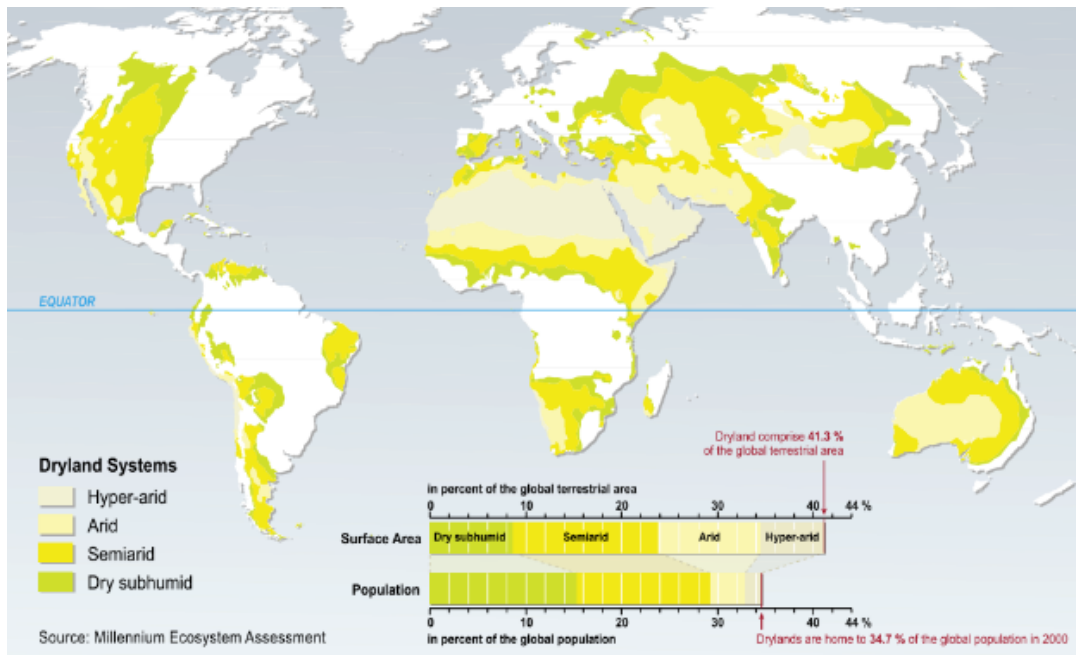 EQUATOR
Dryland Systems
Hyper-arid
Arid
Semiarid
Dry subhumid
Source: Millennium Ecosystem Assessment
Dryland comprise 41.3 %
of the global terrestrial area
in percent of the global terrestrial area
0 10 20 30 40 44 %
Surface Area Dry subhumid Semiarid Arid Hyper-arid
Population
0 10 20 30 40 44 %
in percent of the global population
Drylands are home to 34.7 % of the global population in 2000